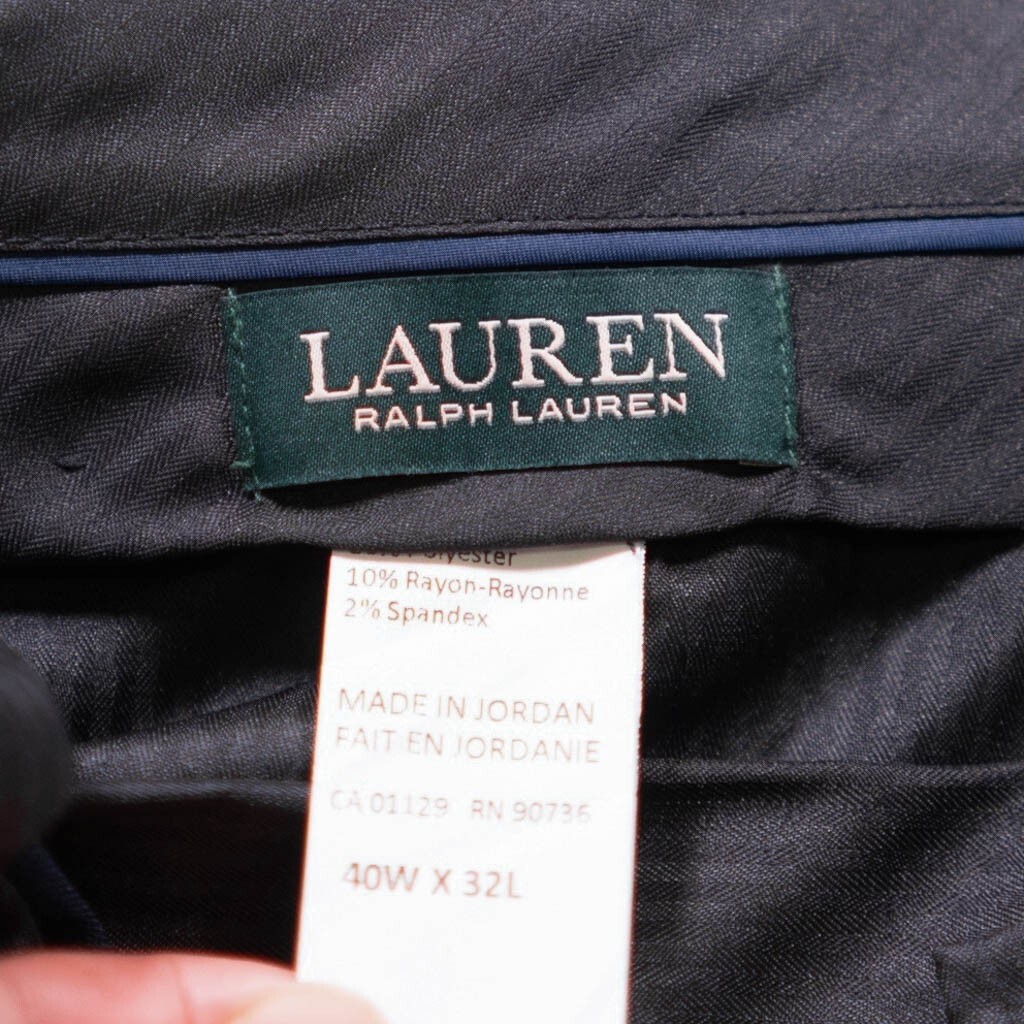 LAUREN
RALPH LAUREN
Polyester
10% Rayon-Rayonne
2% Spandex
MADE IN JORDAN
FAIT EN JORDANIE
CA 01129 RN 90736
40W X 32L